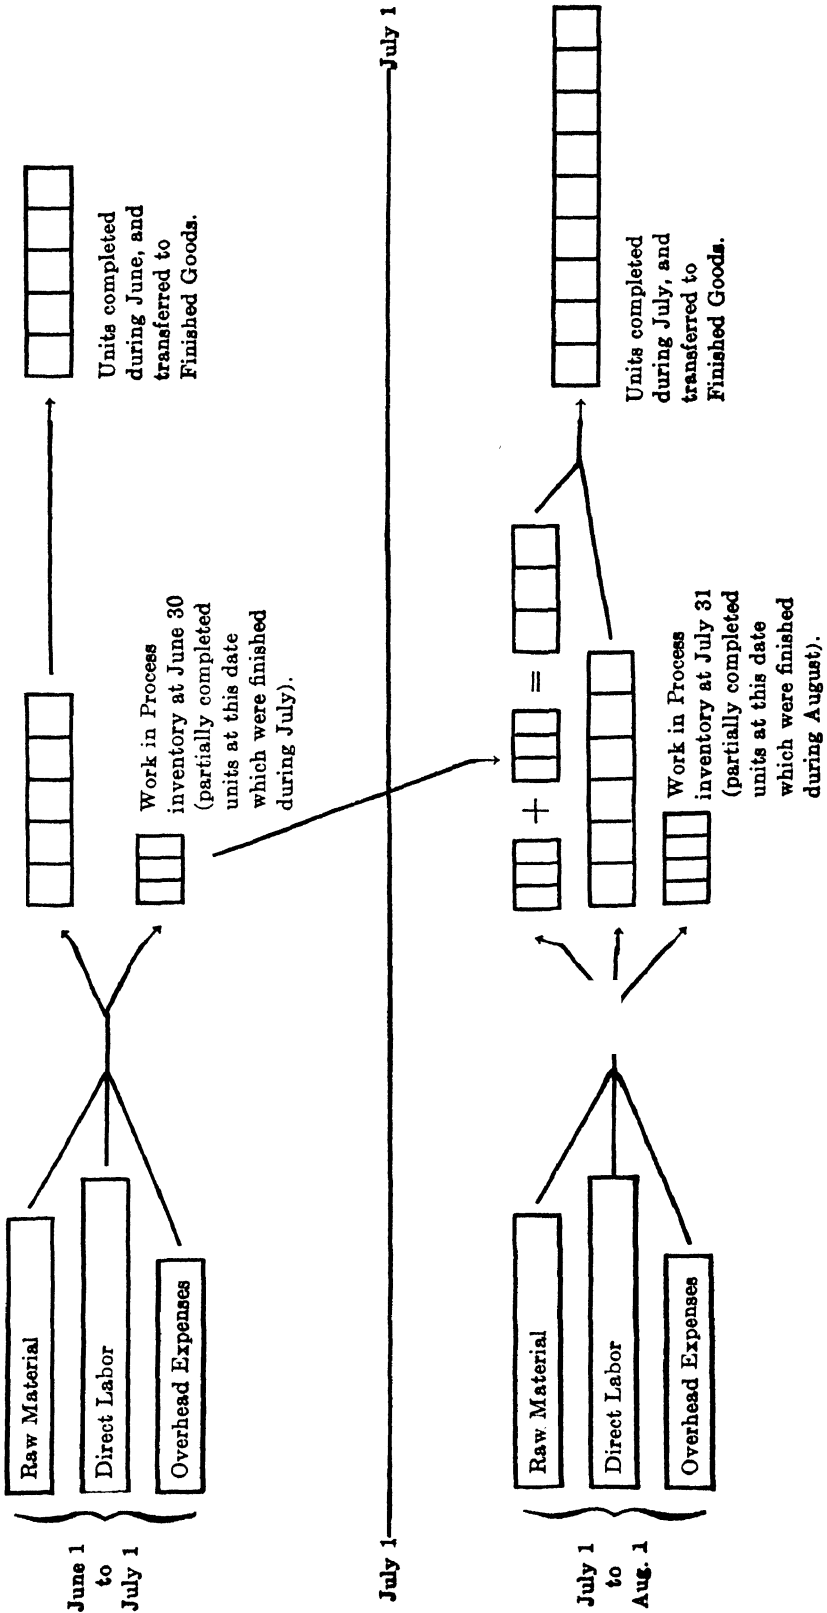 June 1
to
July 1
Raw Material
Direct Labor
Overhead Expenses
Work in Process
inventory at June 30
(partially completed
units at this date
which were finished
during July).
Units completed
during June, and
transferred to
Finished Goods.
July 1
July 1
July 1
to
Aug. 1
Raw Material
Direct Labor
Overhead Expenses
+
=
Work in Process
inventory at July 31
(partially completed
units at this date
which were finished
during August).
Units completed
during July, and
transferred to
Finished Goods.